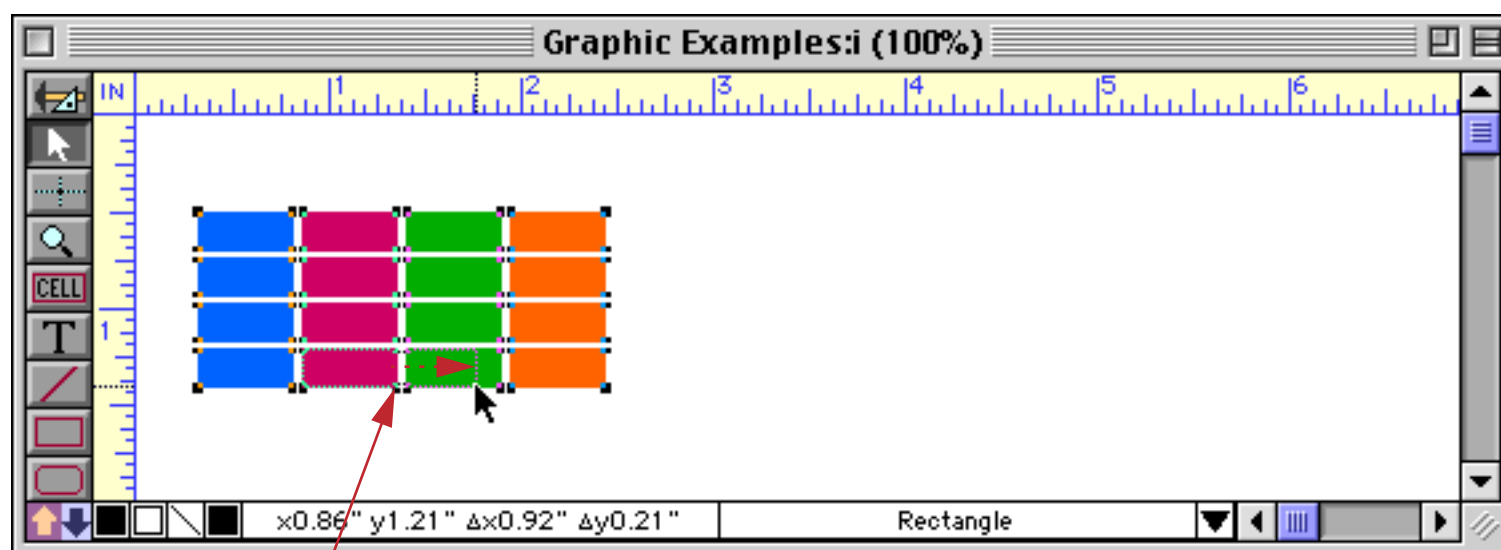 Graphic Examples:i (100%)
IN 1 2 3 4 5 6
CELL
T
1
x0.86" y1.21" Δx0.92" Δy0.21" Rectangle